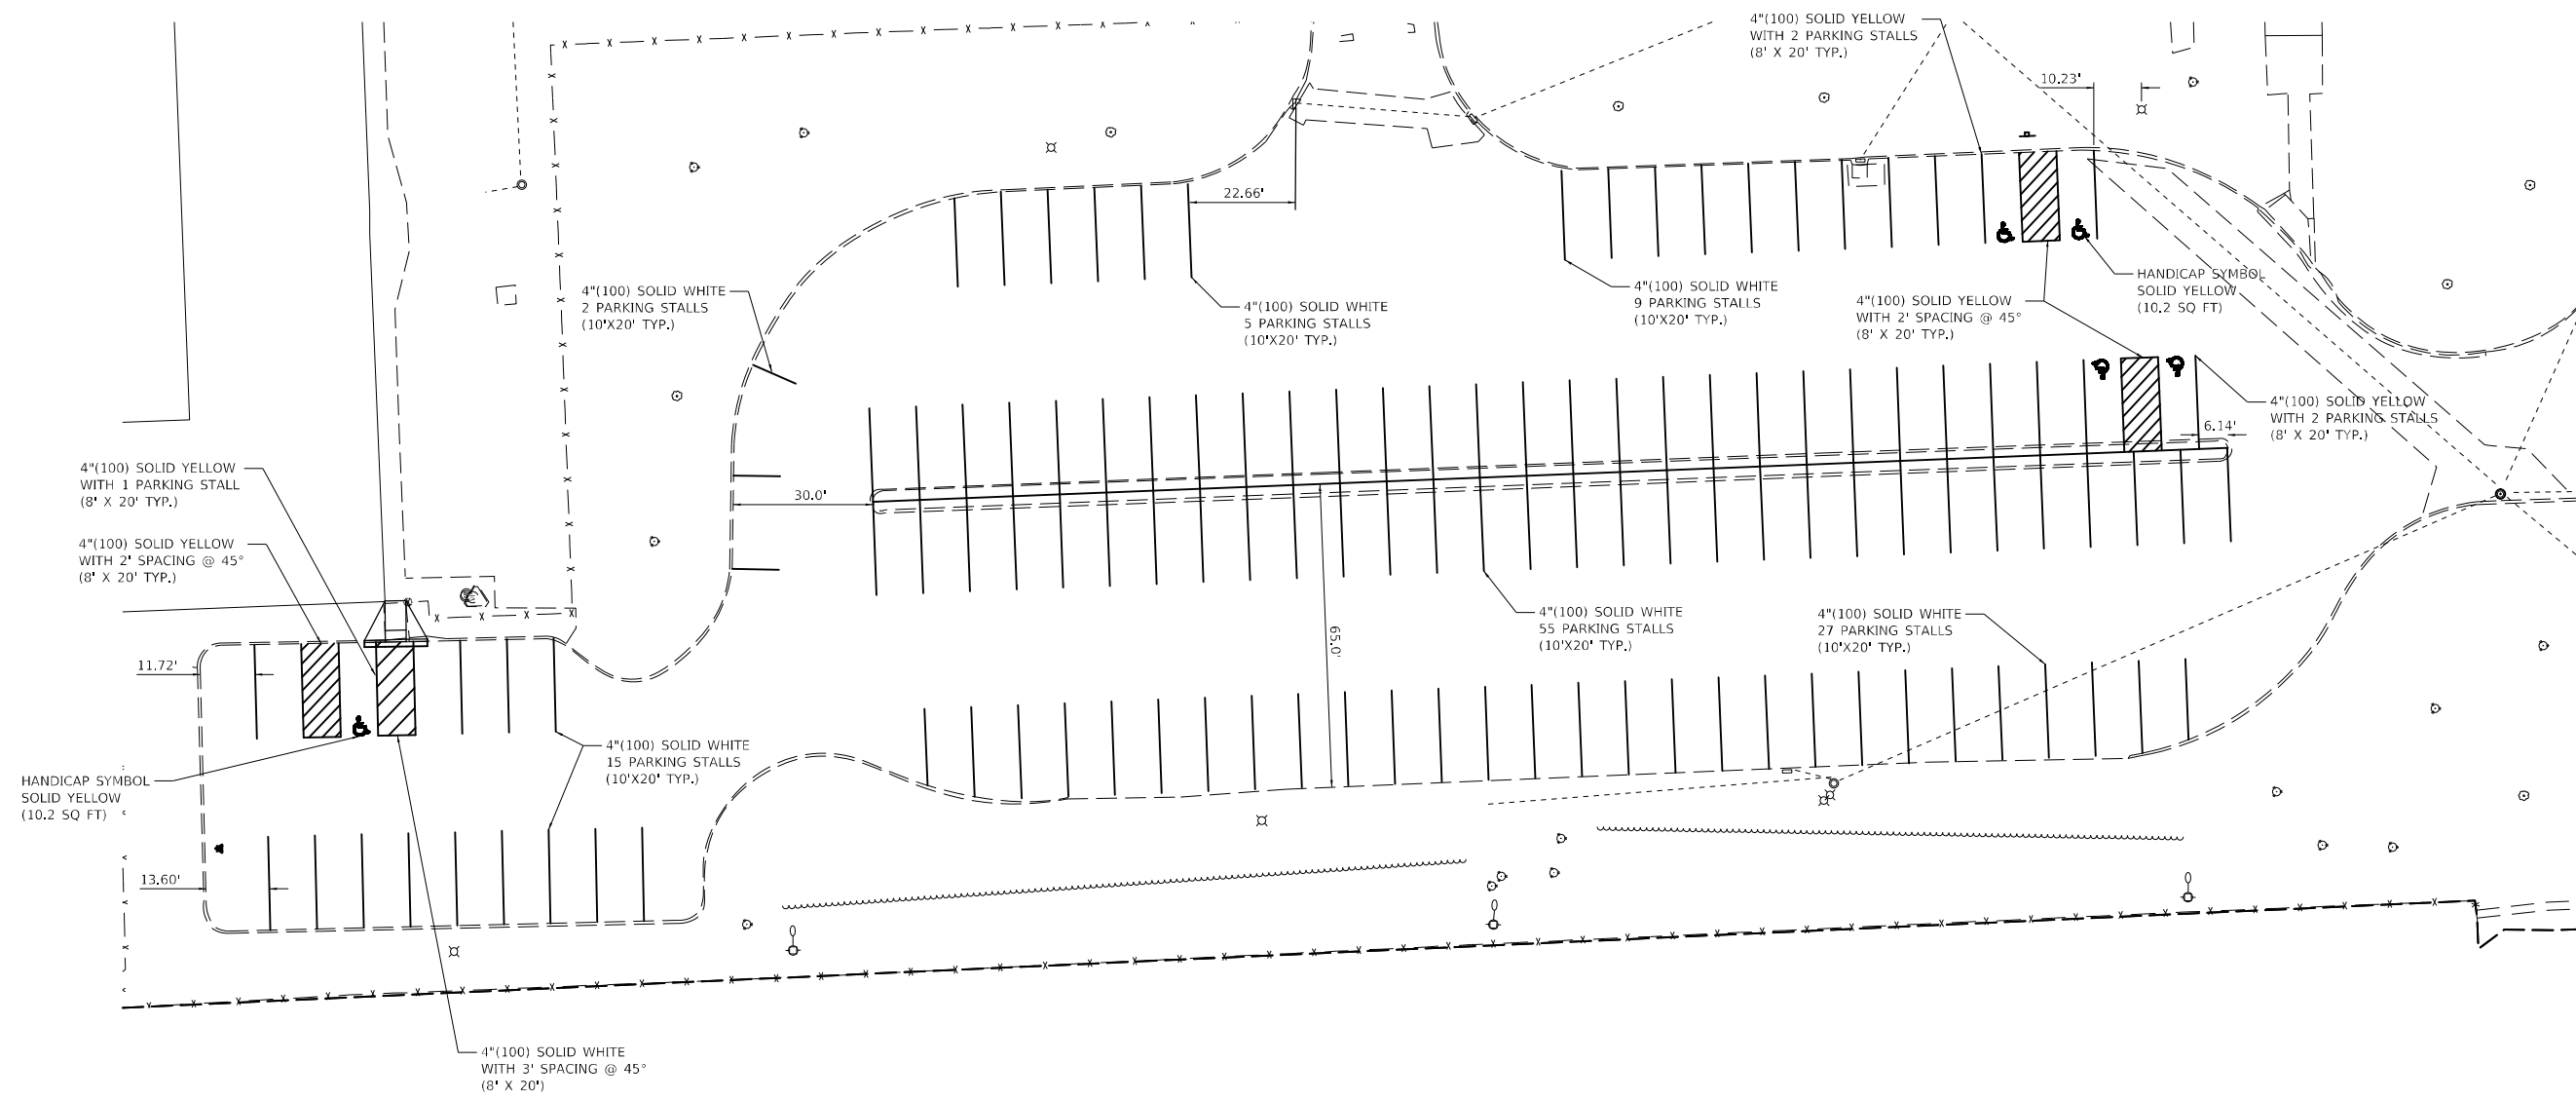 4"(100) SOLID YELLOW
WITH 2 PARKING STALLS
(8' X 20' TYP.)
10.23'
22.66'
4"(100) SOLID WHITE
2 PARKING STALLS
(10'X20' TYP.)
4"(100) SOLID WHITE
5 PARKING STALLS
(10'X20' TYP.)
4"(100) SOLID WHITE
9 PARKING STALLS
(10'X20' TYP.)
4"(100) SOLID YELLOW
WITH 2' SPACING @ 45°
(8' X 20' TYP.)
HANDICAP SYMBOL
SOLID YELLOW
(10.2 SQ FT)
4"(100) SOLID YELLOW
WITH 2 PARKING STALLS
(8' X 20' TYP.)
6.14'
4"(100) SOLID YELLOW
WITH 1 PARKING STALL
(8' X 20' TYP.)
30.0'
4"(100) SOLID YELLOW
WITH 2' SPACING @ 45°
(8' X 20' TYP.)
65.0'
4"(100) SOLID WHITE
55 PARKING STALLS
(10'X20' TYP.)
4"(100) SOLID WHITE
27 PARKING STALLS
(10'X20' TYP.)
11.72'
4"(100) SOLID WHITE
15 PARKING STALLS
(10'X20' TYP.)
HANDICAP SYMBOL
SOLID YELLOW
(10.2 SQ FT)
13.60'
4"(100) SOLID WHITE
WITH 3' SPACING @ 45°
(8' X 20')